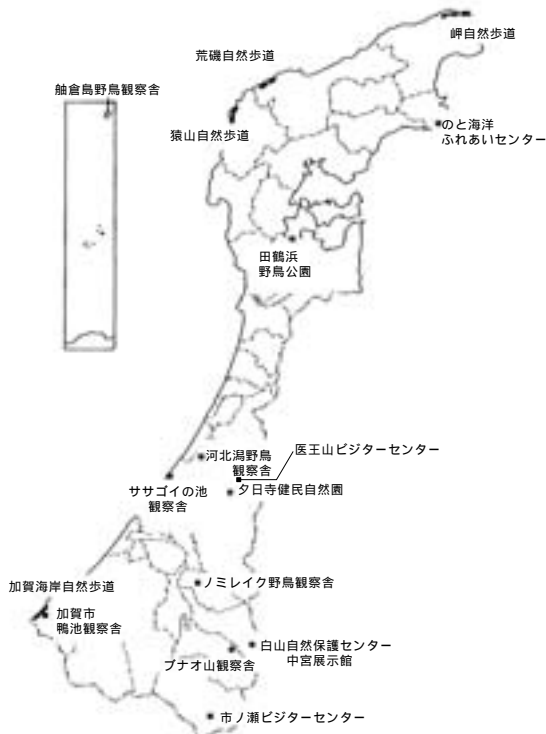 岬自然歩道
荒磯自然歩道
舳倉島野鳥観察舎
猿山自然歩道
のと海洋
ふれあいセンター
田鶴浜
野鳥公園
医王山ビジターセンター
河北潟野鳥
観察舎
夕日寺健民自然園
ササゴイの池
観察舎
加賀海岸自然歩道
ノミレイク野鳥観察舎
加賀市
鴨池観察舎
白山自然保護センター
中宮展示館
ブナオ山観察舎
市ノ瀬ビジターセンター